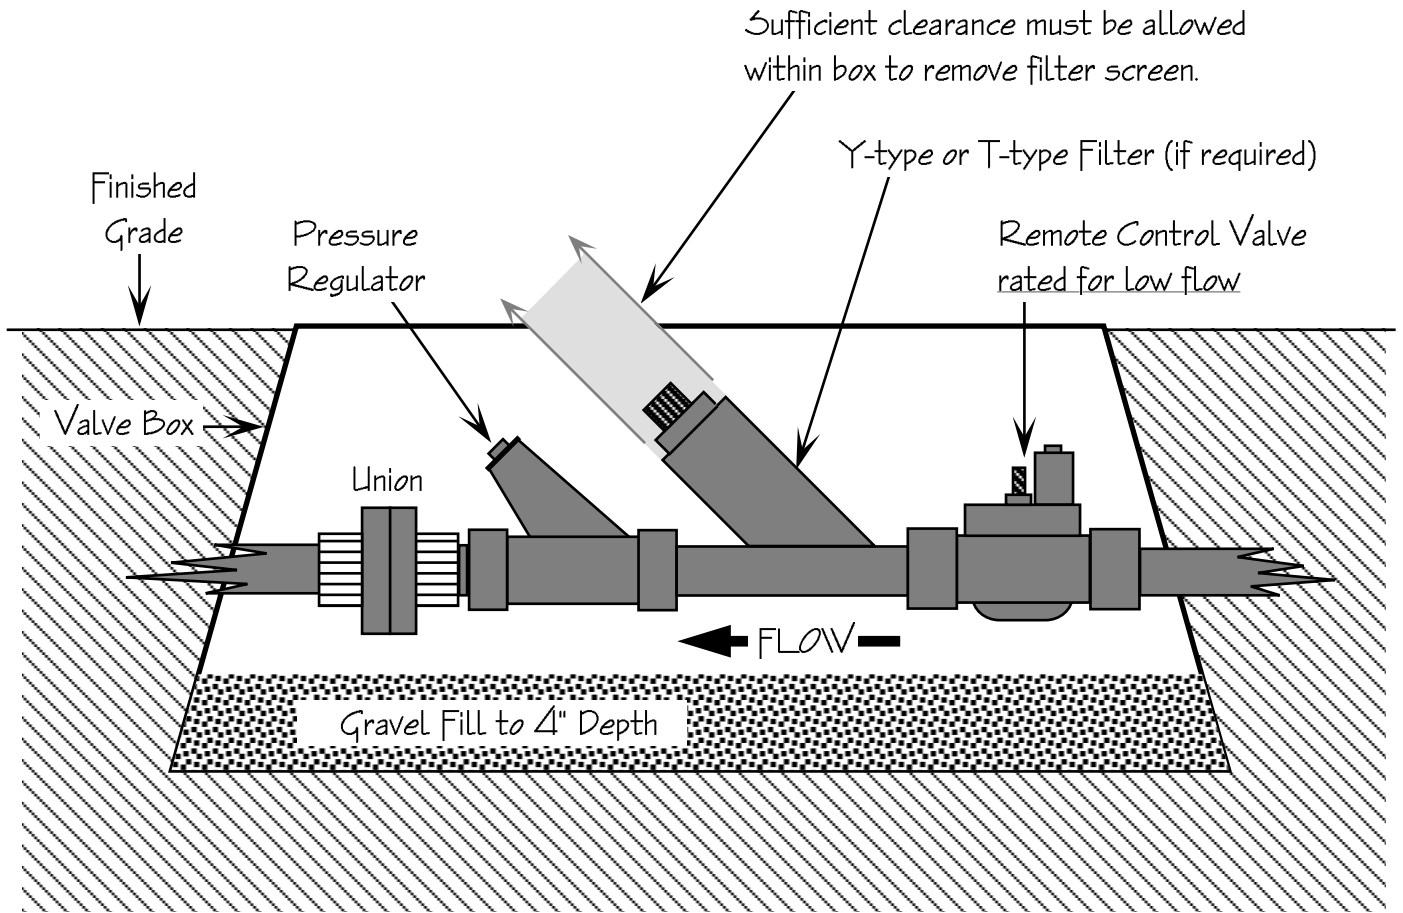 Sufficient clearance must be allowed
within box to remove filter screen.
Y-type or T-type Filter (if required)
Finished
Grade
Pressure
Regulator
Remote Control Valve
rated for low flow
Valve Box
Union
FLOW
Gravel Fill to 4" Depth